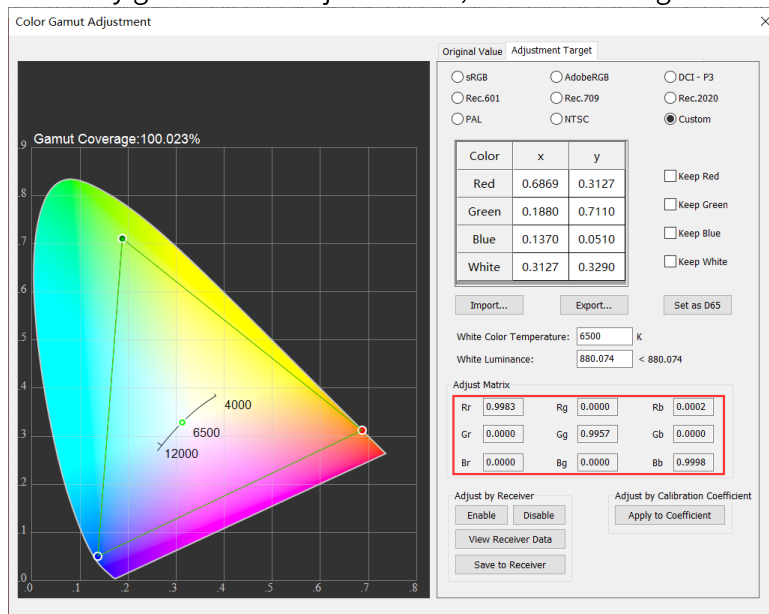 Color Gamut Adjustment
Original Value Adjustment Target
Gamut Coverage:100.023%
.9
.8
.7
.6
.5
.4
.3
.2
.1
.0
.0 .1 .2 .3 .4 .5 .6 .7 .8
4000
6500
12000
sRGB AdobeRGB DCI - P3
Rec.601 Rec.709 Rec.2020
PAL NTSC Custom
Color x y
Red 0.6869 0.3127
Green 0.1880 0.7110
Blue 0.1370 0.0510
White 0.3127 0.3290
Keep Red
Keep Green
Keep Blue
Keep White
Import... Export... Set as D65
White Color Temperature: 6500 K
White Luminance: 880.074 < 880.074
Adjust Matrix
Rr 0.9983 Rg 0.0000 Rb 0.0002
Gr 0.0000 Gg 0.9957 Gb 0.0000
Br 0.0000 Bg 0.0000 Bb 0.9998
Adjust by Receiver
Enable Disable
View Receiver Data
Save to Receiver
Adjust by Calibration Coefficient
Apply to Coefficient